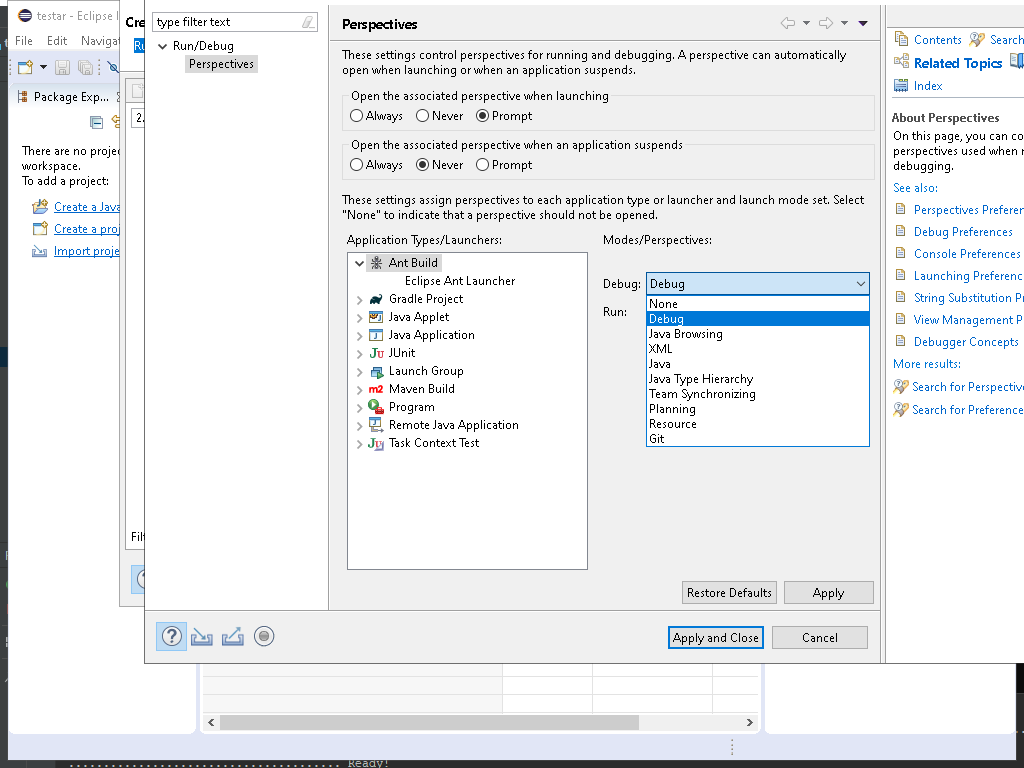 testar - Eclipse I
File Edit Navigat
Package Exp...
There are no proje
workspace.
To add a project:
Create a Java
Create a proj
Import proje
Cre
Ru
2.
Filt
type filter text
Run/Debug
Perspectives
Perspectives
These settings control perspectives for running and debugging. A perspective can automatically
open when launching or when an application suspends.
Open the associated perspective when launching
Always Never Prompt
Open the associated perspective when an application suspends
Always Never Prompt
These settings assign perspectives to each application type or launcher and launch mode set. Select
"None" to indicate that a perspective should not be opened.
Application Types/Launchers:
Ant Build
Eclipse Ant Launcher
Gradle Project
Java Applet
Java Application
JUnit
Launch Group
m2 Maven Build
Program
Remote Java Application
Task Context Test
Modes/Perspectives:
Debug: Debug
Run:
None
Debug
Java Browsing
XML
Java
Java Type Hierarchy
Team Synchronizing
Planning
Resource
Git
Restore Defaults Apply
Apply and Close Cancel
Contents Search
Related Topics
Index
About Perspectives
On this page, you can co
perspectives used when r
debugging.
See also:
Perspectives Preferen
Debug Preferences
Console Preferences
Launching Preferenc
String Substitution Pr
View Management P
Debugger Concepts
More results:
Search for Perspective
Search for Preference
Ready!